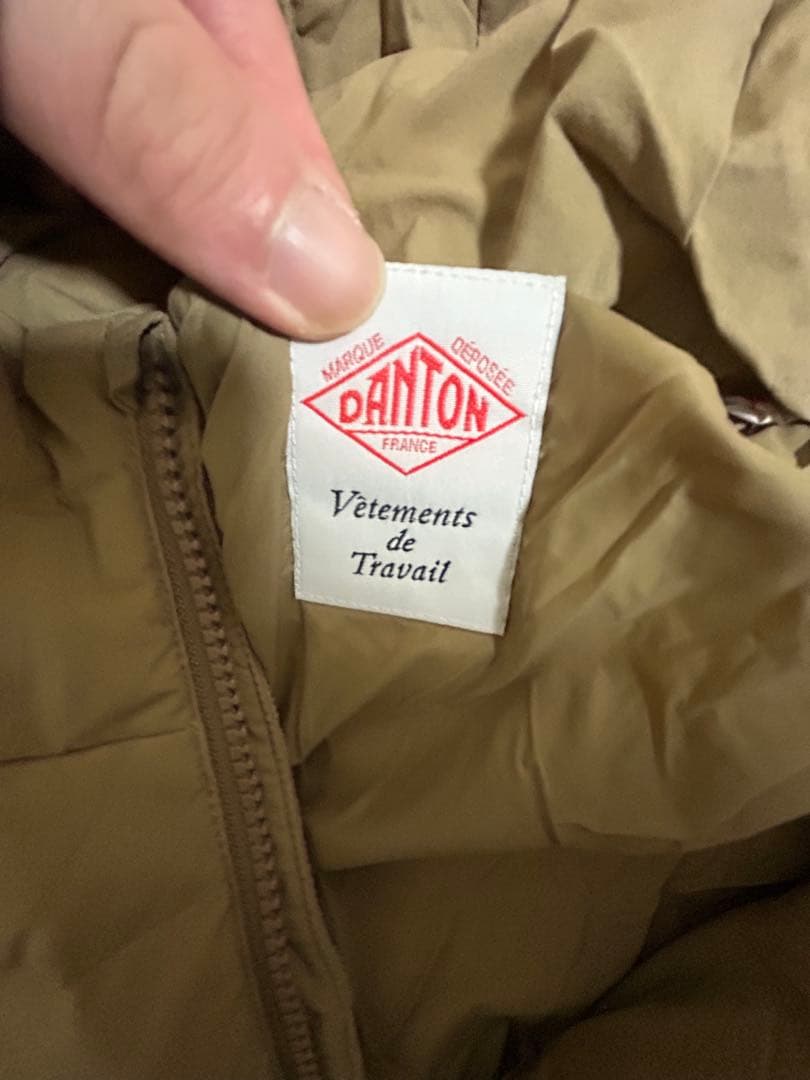 MARQUE DÉPOSÉE
DANTON
FRANCE
Vêtements
de
Travail